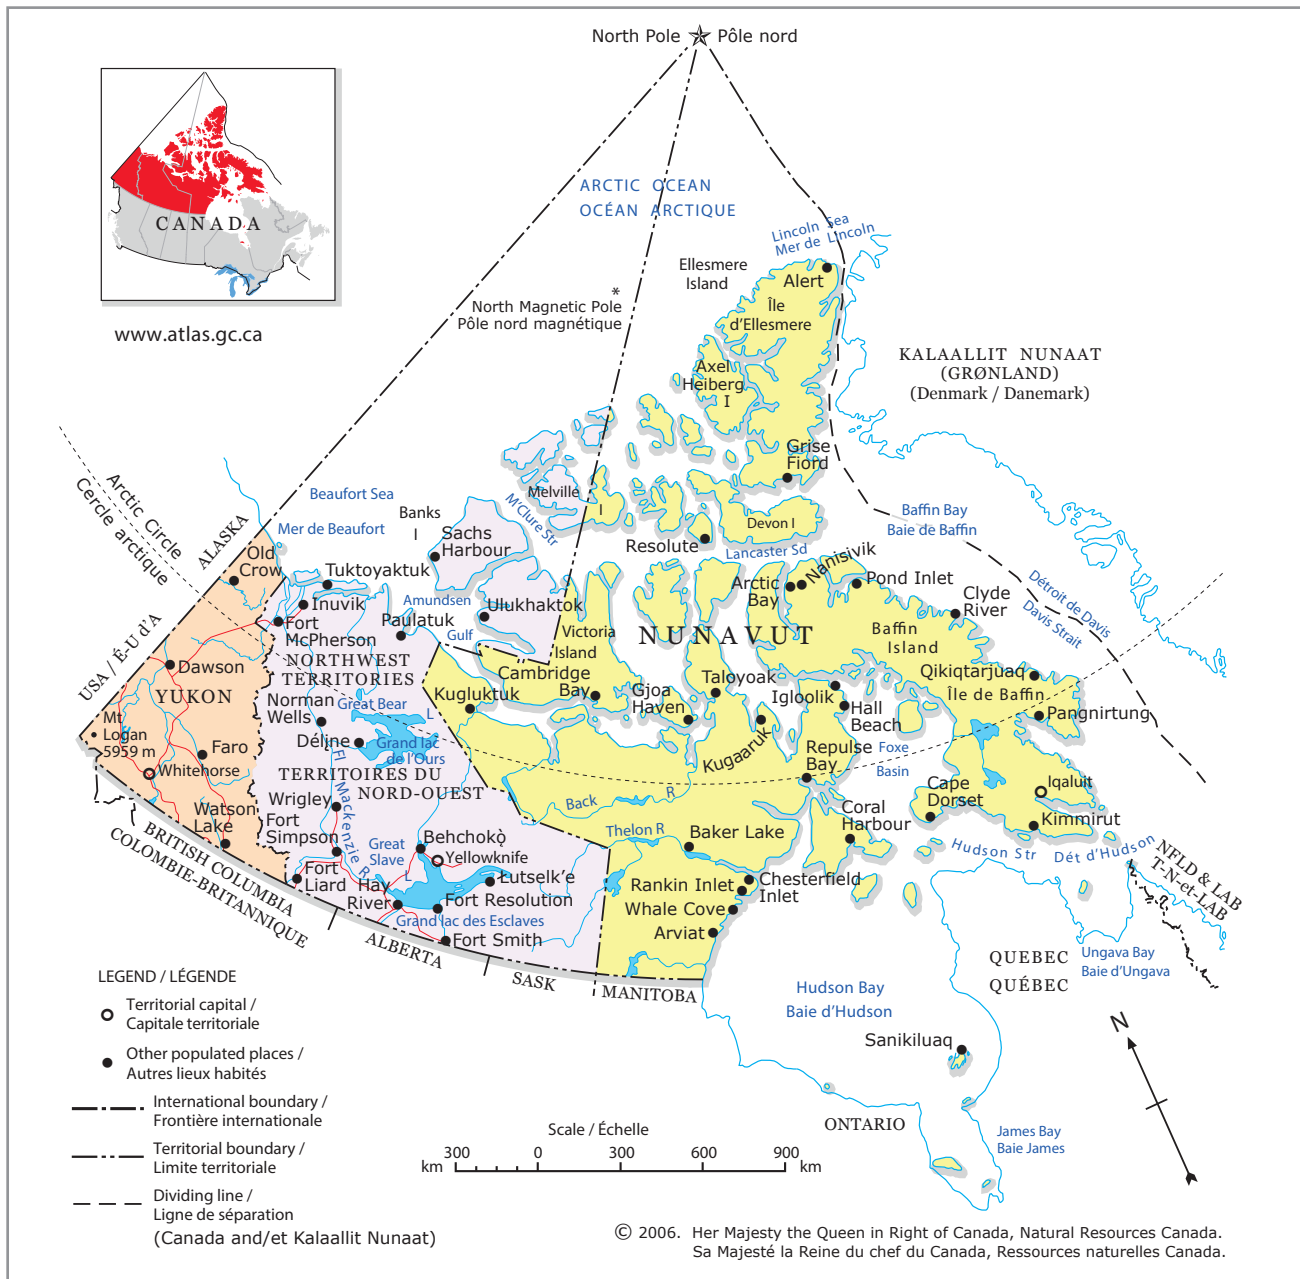 North Pole
Pôle nord
CANADA
www.atlas.gc.ca
ARCTIC OCEAN
OCÉAN ARCTIQUE
Lincoln Sea
Mer de Lincoln
Ellesmere
Island
Alert
Île
d'Ellesmere
*
North Magnetic Pole
Pôle nord magnétique
Axel
Heiberg
I
KALAALLIT NUNAAT
(GRØNLAND)
(Denmark / Danemark)
Grise
Fiord
Arctic Circle
Cercle arctique
Beaufort Sea
Mer de Beaufort
Banks
I
Melville
I
M'Clure Str
Devon I
Baffin Bay
Baie de Baffin
ALASKA
USA / É-U d'A
Old
Crow
Sachs
Harbour
Resolute
Lancaster Sd
Nanisivik
Arctic
Bay
Pond Inlet
Clyde
River
Détroit de Davis
Davis Strait
Tuktoyaktuk
Inuvik
Fort
McPherson
Amundsen
Gulf
Paulatuk
Ulukhaktok
Victoria
Island
NUNAVUT
Baffin
Island
Dawson
YUKON
NORTHWEST
TERRITORIES
Kugluktuk
Cambridge
Bay
Gjoa
Haven
Taloyoak
Igloolik
Hall
Beach
Qikiqtarjuaq
Île de Baffin
Pangnirtung
Mt
Logan
5959 m
Norman
Wells
Great Bear
L
Grand lac
de l'Ours
Déline
Faro
Whitehorse
Kugaaruk
Repulse
Bay
Foxe
Basin
TERRITOIRES DU
NORD-OUEST
Wrigley
Fl
Mackenzie R
Back
R
Cape
Dorset
Iqaluit
Watson
Lake
Fort
Simpson
Great
Slave
L
Behchokǫ̀
Yellowknife
Thelon R
Baker Lake
Coral
Harbour
Kimmirut
Hudson Str
Dét d'Hudson
BRITISH COLUMBIA
COLOMBIE-BRITANNIQUE
Fort
Liard
Hay
River
Łutselk'e
Fort Resolution
Grand lac des Esclaves
Fort Smith
Rankin Inlet
Chesterfield
Inlet
Whale Cove
Arviat
NFLD & LAB
T-N-et-LAB
ALBERTA
SASK
MANITOBA
QUEBEC
QUÉBEC
Ungava Bay
Baie d'Ungava
Hudson Bay
Baie d'Hudson
Sanikiluaq
N
ONTARIO
James Bay
Baie James
LEGEND / LÉGENDE
Territorial capital /
Capitale territoriale
Other populated places /
Autres lieux habités
International boundary /
Frontière internationale
Territorial boundary /
Limite territoriale
Dividing line /
Ligne de séparation
(Canada and/et Kalaallit Nunaat)
Scale / Échelle
km 300 0 300 600 900 km
© 2006. Her Majesty the Queen in Right of Canada, Natural Resources Canada.
Sa Majesté la Reine du chef du Canada, Ressources naturelles Canada.